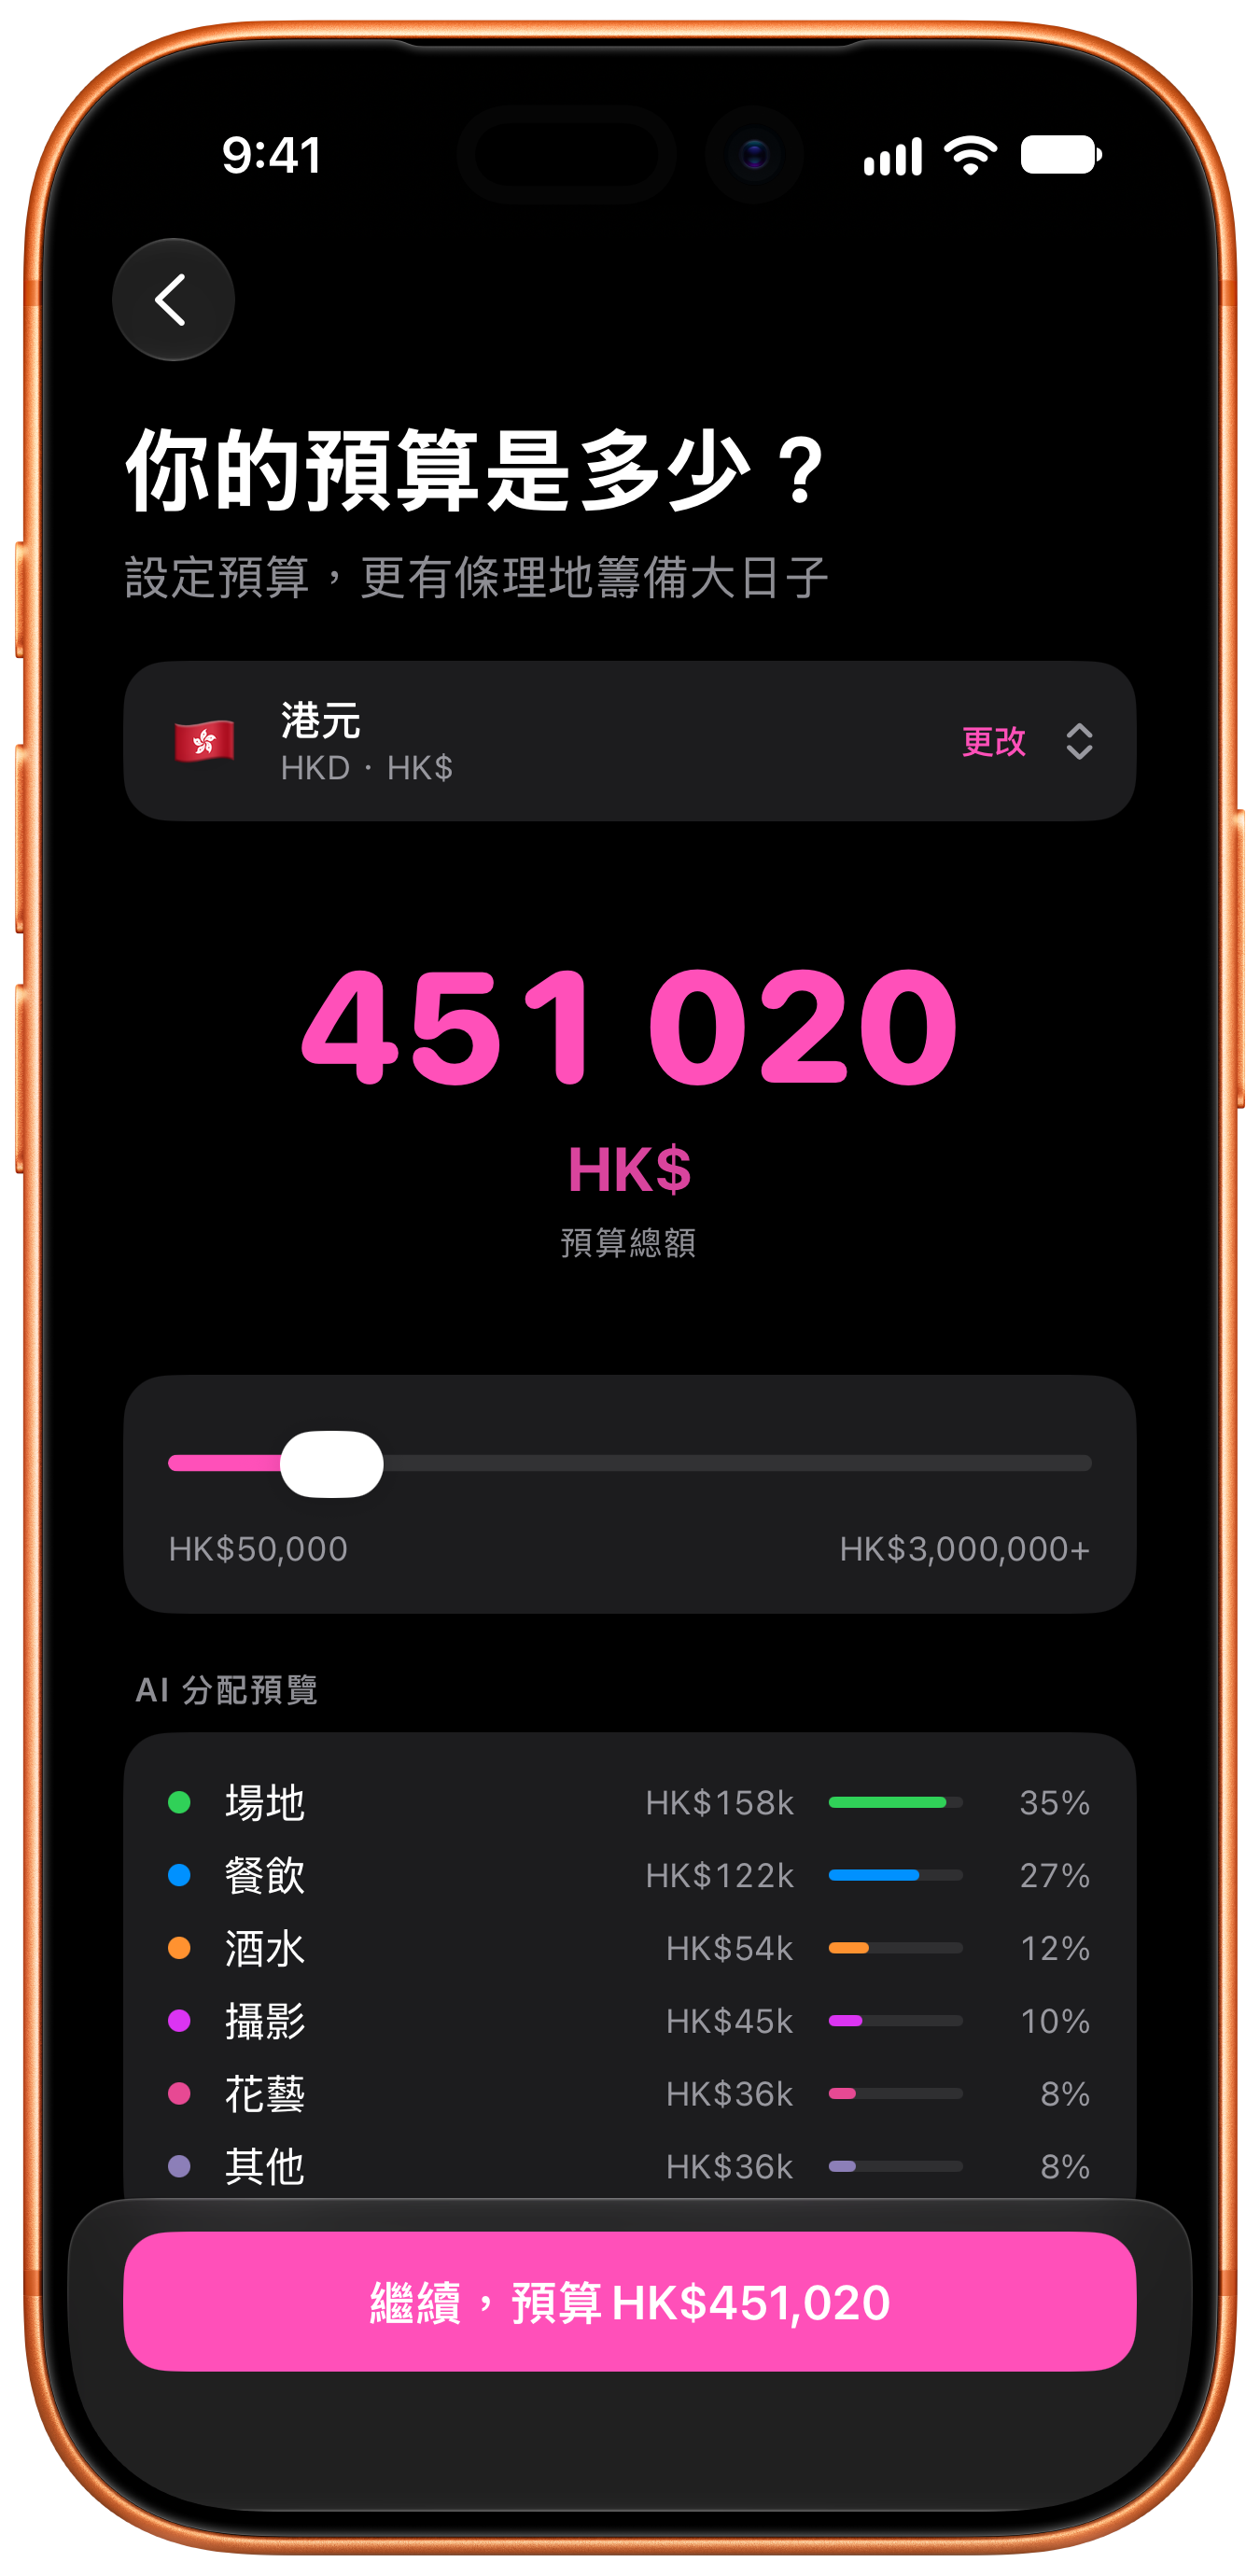 9:41
你的預算是多少？
設定預算，更有條理地籌備大日子
港元
HKD · HK$
更改
451 020
HK$
預算總額
HK$50,000
HK$3,000,000+
AI 分配預覽
場地 HK$158k 35%
餐飲 HK$122k 27%
酒水 HK$54k 12%
攝影 HK$45k 10%
花藝 HK$36k 8%
其他 HK$36k 8%
繼續，預算 HK$451,020